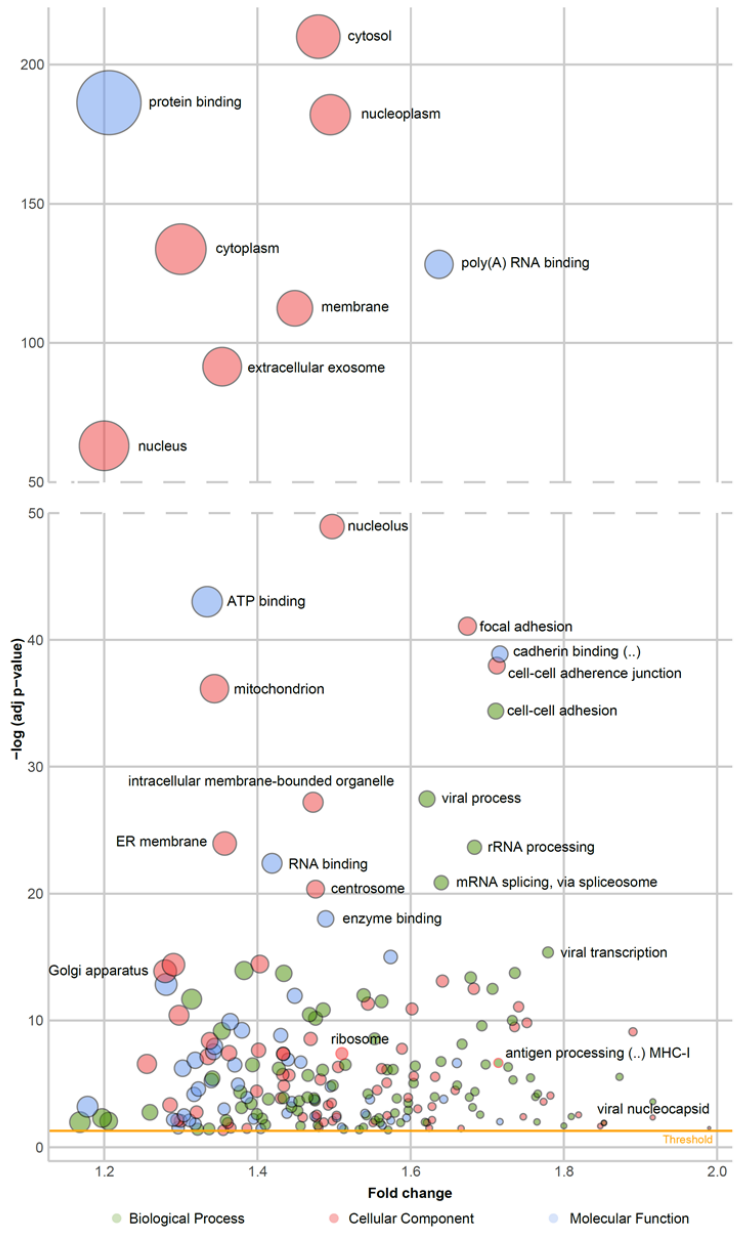 cytosol
200
protein binding
nucleoplasm
150
cytoplasm
poly(A) RNA binding
membrane
100
extracellular exosome
nucleus
50
50
nucleolus
ATP binding
40
focal adhesion
cadherin binding (..)
cell-cell adherence junction
mitochondrion
cell-cell adhesion
−log (adj p−value)
30
intracellular membrane-bounded organelle
viral process
ER membrane
rRNA processing
RNA binding
mRNA splicing, via spliceosome
centrosome
20
enzyme binding
viral transcription
Golgi apparatus
10
ribosome
antigen processing (..) MHC-I
viral nucleocapsid
Threshold
0
1.2 1.4 1.6 1.8 2.0
Fold change
Biological Process Cellular Component Molecular Function